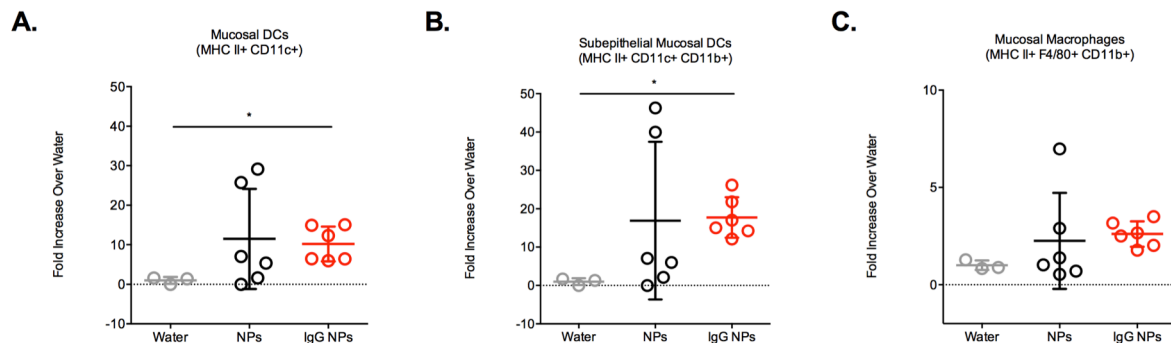 A.
Mucosal DCs
(MHC II+ CD11c+)
Fold Increase Over Water
50
40
30
20
10
0
-10
*
Water
NPs
IgG NPs
B.
Subepithelial Mucosal DCs
(MHC II+ CD11c+ CD11b+)
Fold Increase Over Water
50
40
30
20
10
0
-10
*
Water
NPs
IgG NPs
C.
Mucosal Macrophages
(MHC II+ F4/80+ CD11b+)
Fold Increase Over Water
10
5
0
Water
NPs
IgG NPs